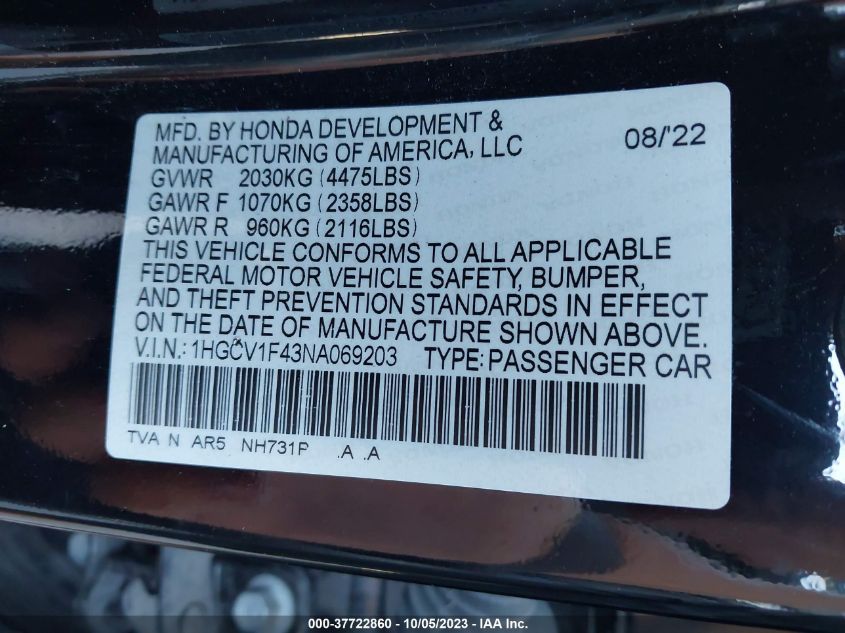 MFD. BY HONDA DEVELOPMENT & 08/'22
MANUFACTURING OF AMERICA, LLC
GVWR 2030KG (4475LBS)
GAWR F 1070KG (2358LBS)
GAWR R 960KG (2116LBS)
THIS VEHICLE CONFORMS TO ALL APPLICABLE
FEDERAL MOTOR VEHICLE SAFETY, BUMPER,
AND THEFT PREVENTION STANDARDS IN EFFECT
ON THE DATE OF MANUFACTURE SHOWN ABOVE.
V.I.N.: 1HGCV1F43NA069203 TYPE: PASSENGER CAR
TVA N AR5 NH731P .A .A
000-37722860 - 10/05/2023 - IAA Inc.